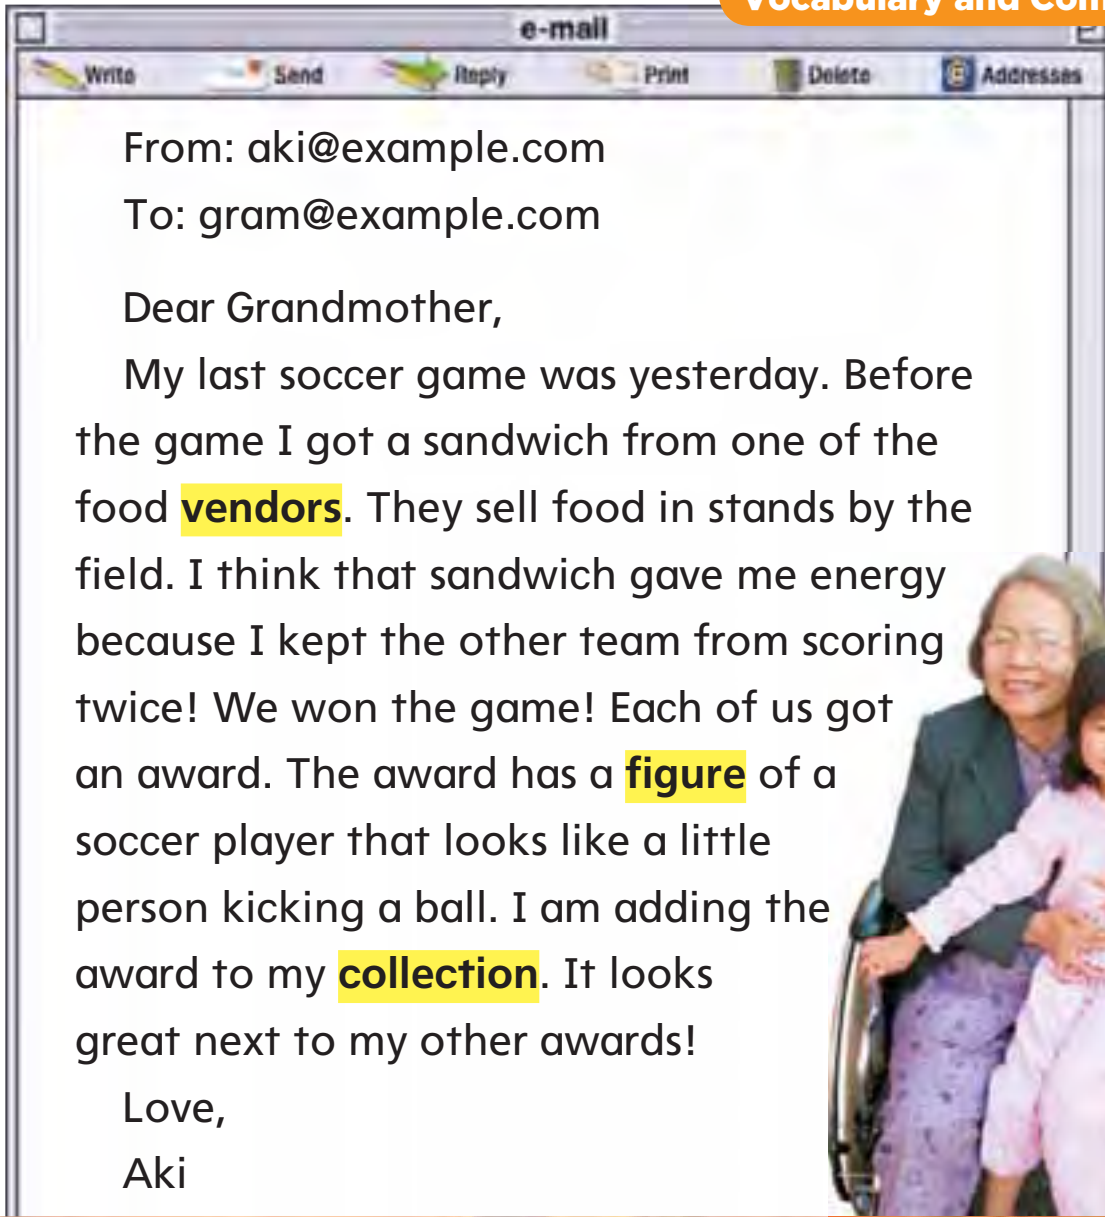 Vocabulary and Com
e-mail
Write Send Reply Print Delete Addresses
From: aki@example.com
To: gram@example.com
Dear Grandmother,
My last soccer game was yesterday. Before
the game I got a sandwich from one of the
food vendors. They sell food in stands by the
field. I think that sandwich gave me energy
because I kept the other team from scoring
twice! We won the game! Each of us got
an award. The award has a figure of a
soccer player that looks like a little
person kicking a ball. I am adding the
award to my collection. It looks
great next to my other awards!
Love,
Aki